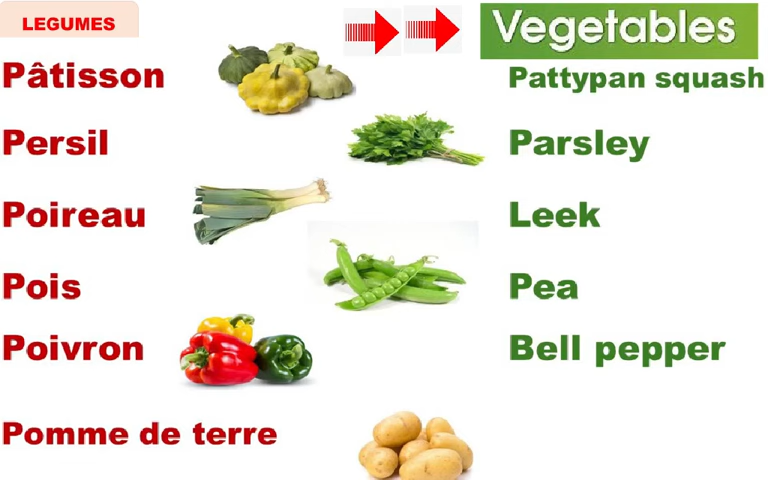 LEGUMES
Vegetables
Pâtisson
Pattypan squash
Persil
Parsley
Poireau
Leek
Pois
Pea
Poivron
Bell pepper
Pomme de terre